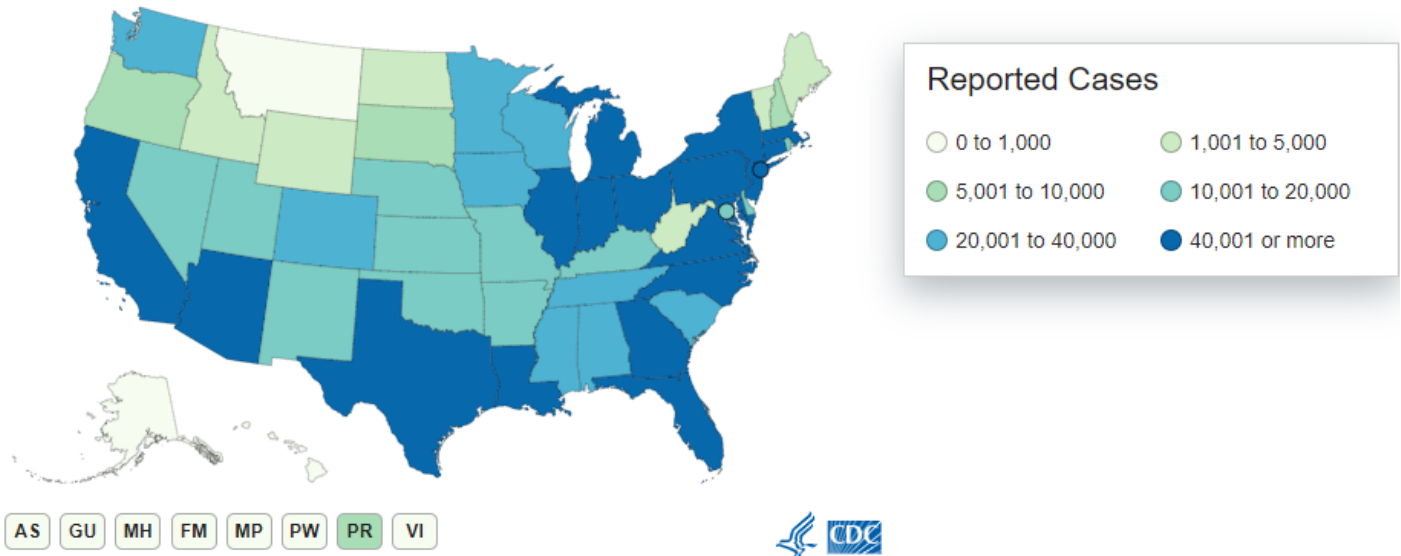 Reported Cases
0 to 1,000 1,001 to 5,000
5,001 to 10,000 10,001 to 20,000
20,001 to 40,000 40,001 or more
AS GU MH FM MP PW PR VI
CDC